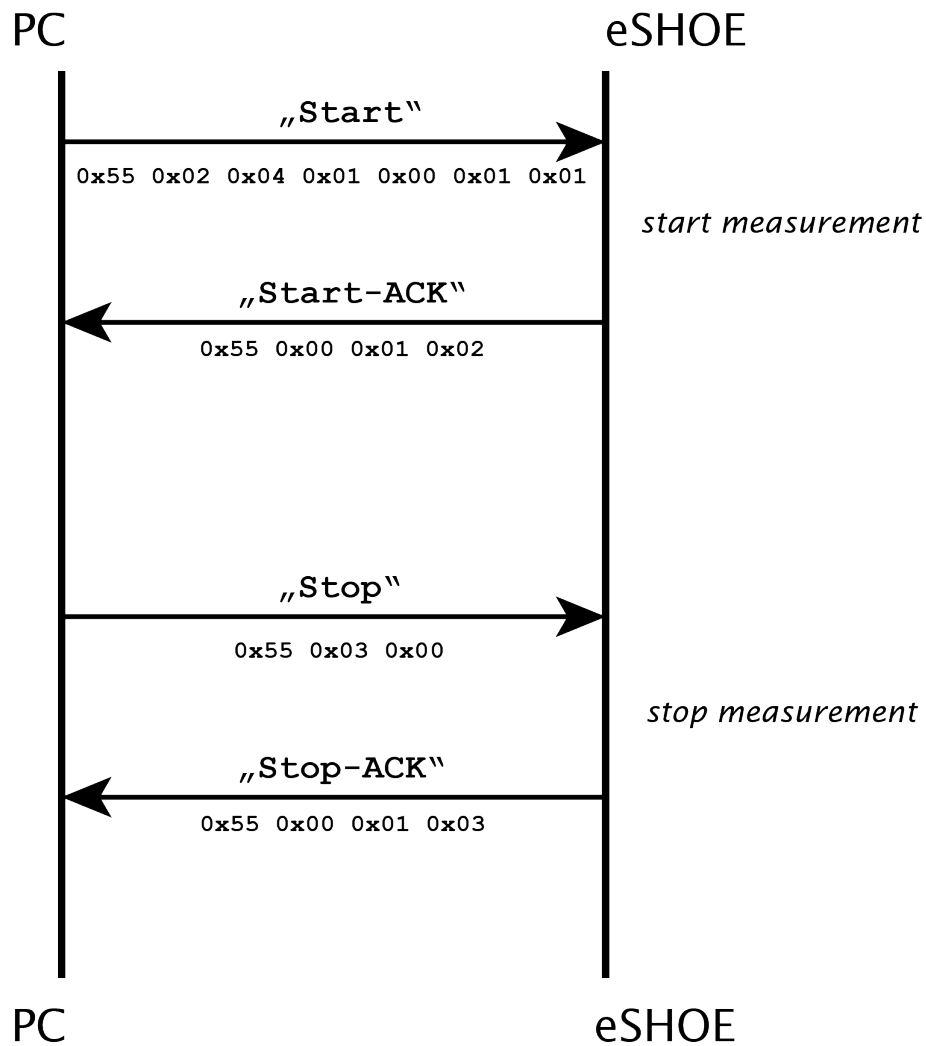 PC eSHOE
„Start“
0x55 0x02 0x04 0x01 0x00 0x01 0x01
start measurement
„Start-ACK“
0x55 0x00 0x01 0x02
„Stop“
0x55 0x03 0x00
stop measurement
„Stop-ACK“
0x55 0x00 0x01 0x03
PC eSHOE